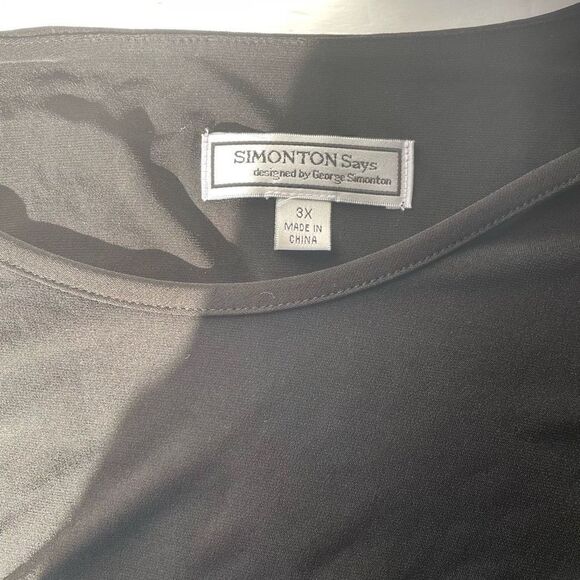 SIMONTON Says
designed by George Simonton
3X
MADE IN
CHINA